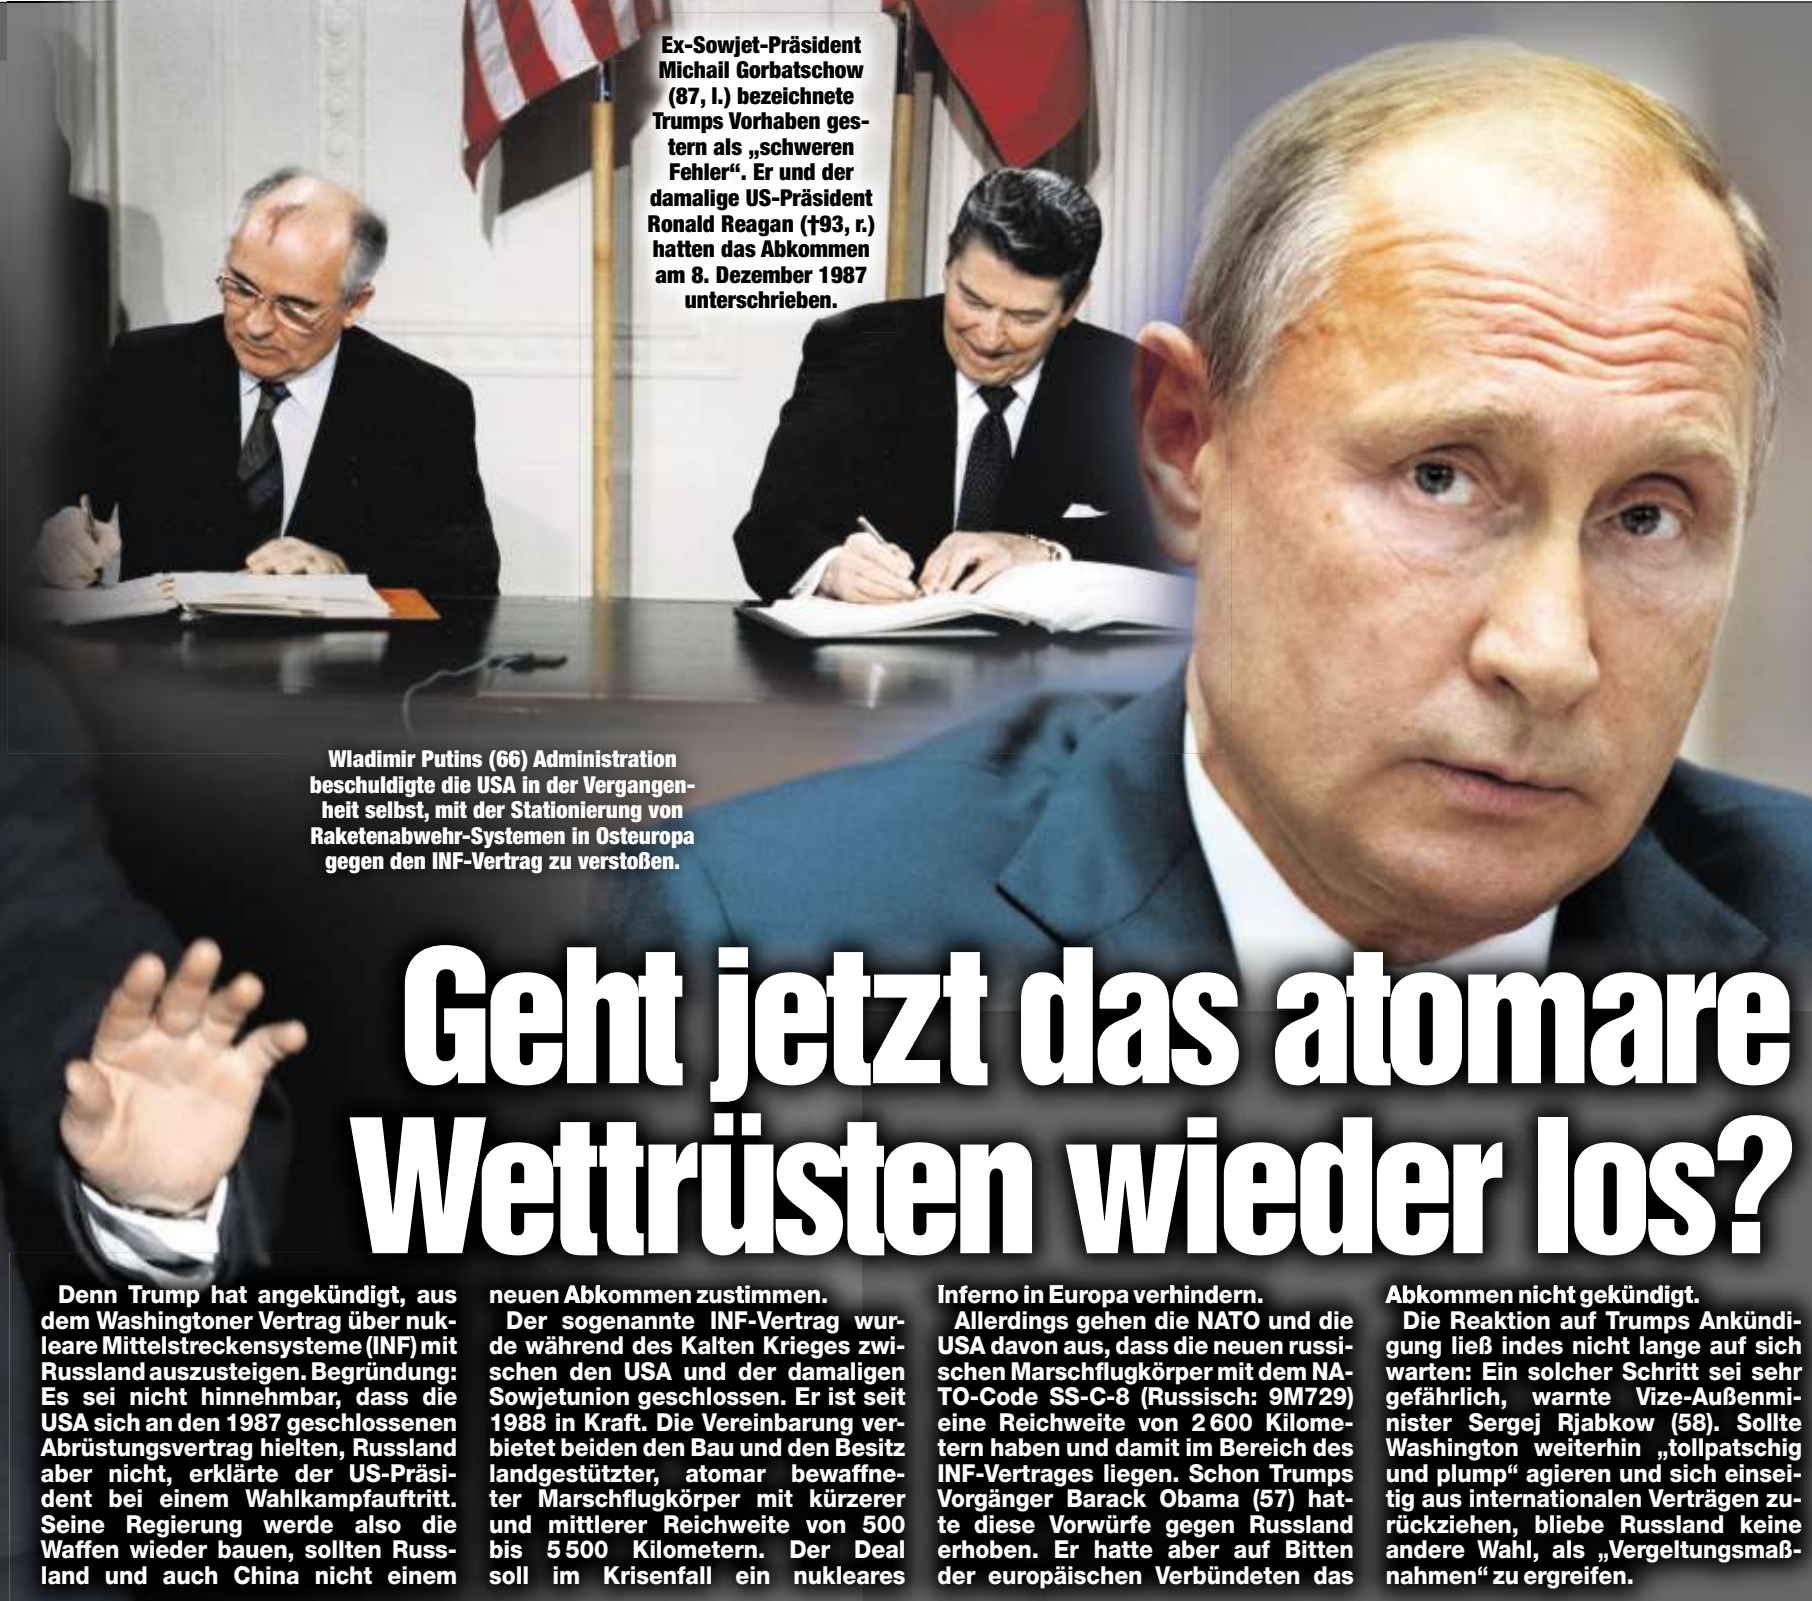 Ex-Sowjet-Präsident
Michail Gorbatschow
(87, l.) bezeichnete
Trumps Vorhaben ges-
tern als „schweren
Fehler“. Er und der
damalige US-Präsident
Ronald Reagan (†93, r.)
hatten das Abkommen
am 8. Dezember 1987
unterschrieben.
Wladimir Putins (66) Administration
beschuldigte die USA in der Vergangen-
heit selbst, mit der Stationierung von
Raketenabwehr-Systemen in Osteuropa
gegen den INF-Vertrag zu verstoßen.
Geht jetzt das atomare
Wettrüsten wieder los?
Denn Trump hat angekündigt, aus
dem Washingtoner Vertrag über nuk-
leare Mittelstreckensysteme (INF) mit
Russland auszusteigen. Begründung:
Es sei nicht hinnehmbar, dass die
USA sich an den 1987 geschlossenen
Abrüstungsvertrag hielten, Russland
aber nicht, erklärte der US-Präsi-
dent bei einem Wahlkampfauftritt.
Seine Regierung werde also die
Waffen wieder bauen, sollten Russ-
land und auch China nicht einem
neuen Abkommen zustimmen.
Der sogenannte INF-Vertrag wur-
de während des Kalten Krieges zwi-
schen den USA und der damaligen
Sowjetunion geschlossen. Er ist seit
1988 in Kraft. Die Vereinbarung ver-
bietet beiden den Bau und den Besitz
landgestützter, atomar bewaffne-
ter Marschflugkörper mit kürzerer
und mittlerer Reichweite von 500
bis 5 500 Kilometern. Der Deal
soll im Krisenfall ein nukleares
Inferno in Europa verhindern.
Allerdings gehen die NATO und die
USA davon aus, dass die neuen russi-
schen Marschflugkörper mit dem NA-
TO-Code SS-C-8 (Russisch: 9M729)
eine Reichweite von 2 600 Kilome-
tern haben und damit im Bereich des
INF-Vertrages liegen. Schon Trumps
Vorgänger Barack Obama (57) hat-
te diese Vorwürfe gegen Russland
erhoben. Er hatte aber auf Bitten
der europäischen Verbündeten das
Abkommen nicht gekündigt.
Die Reaktion auf Trumps Ankündi-
gung ließ indes nicht lange auf sich
warten: Ein solcher Schritt sei sehr
gefährlich, warnte Vize-Außenmi-
nister Sergej Rjabkow (58). Sollte
Washington weiterhin „tollpatschig
und plump“ agieren und sich einsei-
tig aus internationalen Verträgen zu-
rückziehen, bliebe Russland keine
andere Wahl, als „Vergeltungsmaß-
nahmen“ zu ergreifen.